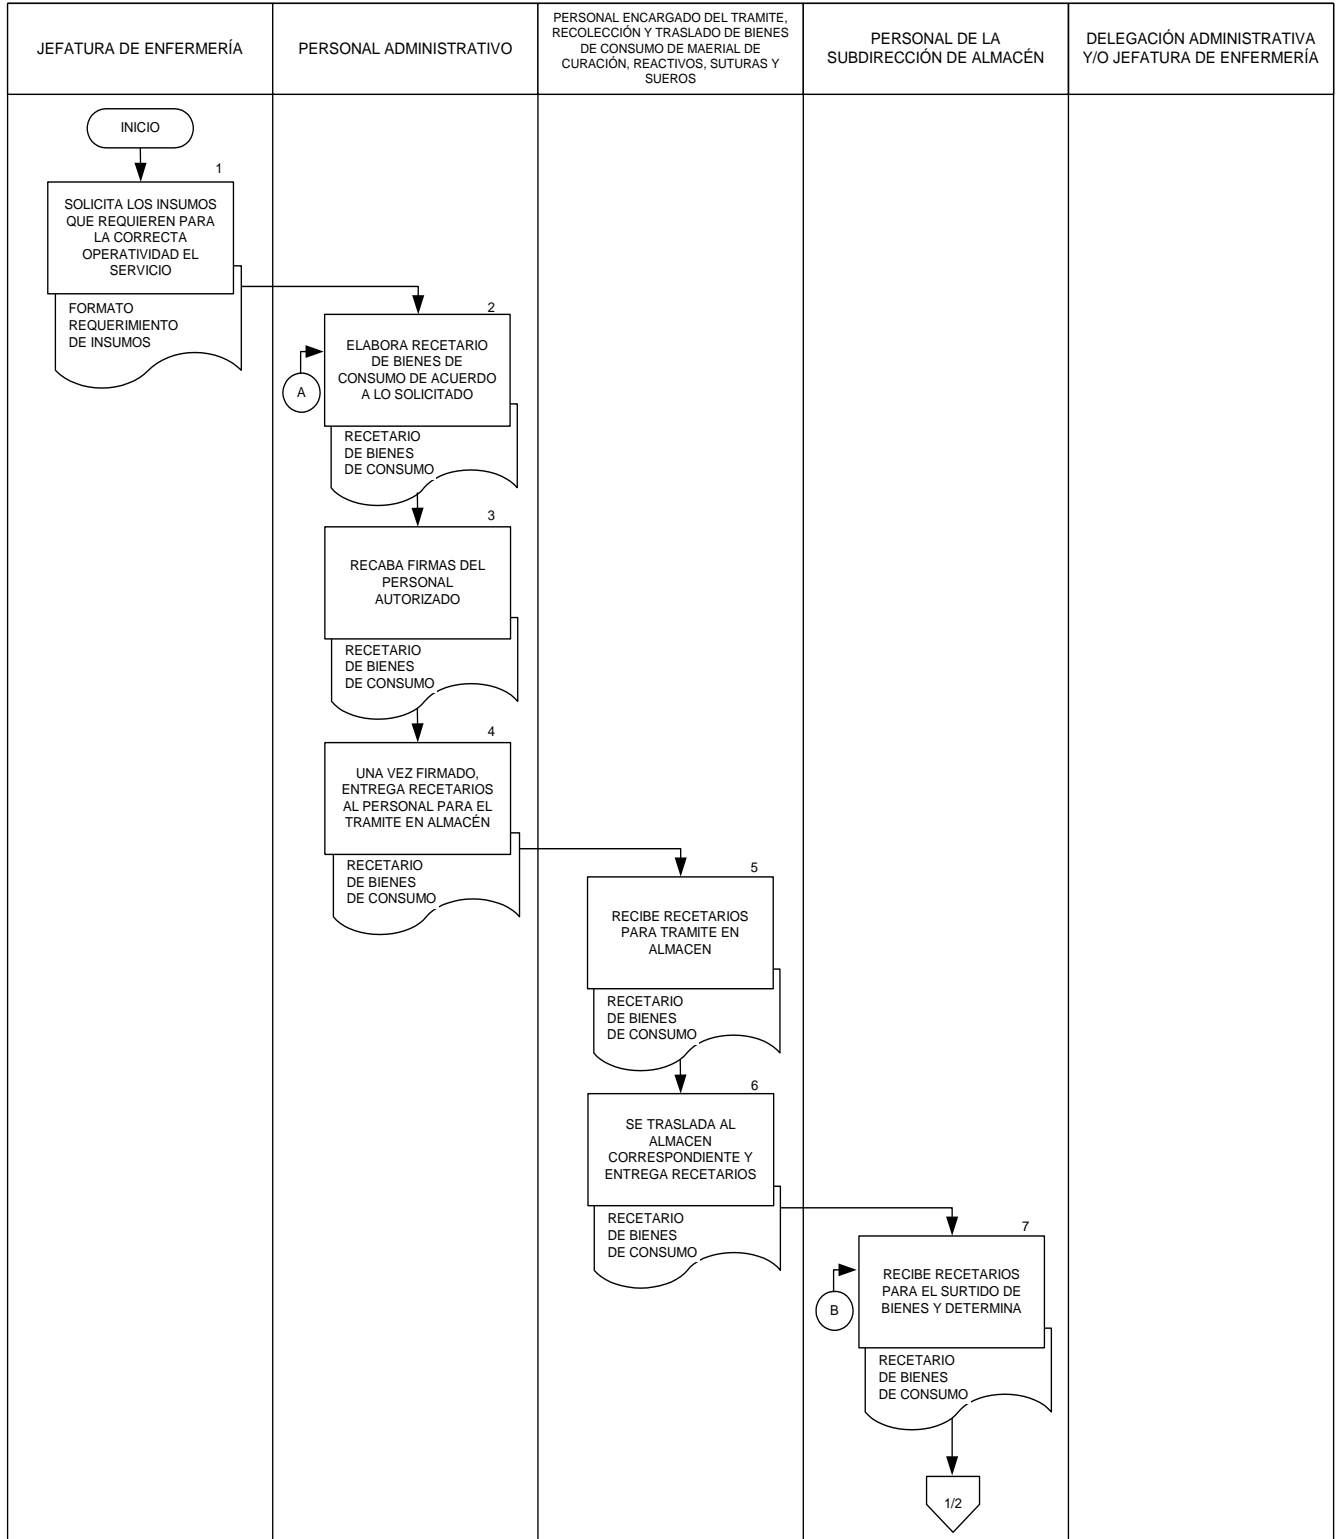 JEFATURA DE ENFERMERÍA
PERSONAL ADMINISTRATIVO
PERSONAL ENCARGADO DEL TRAMITE,
RECOLECCIÓN Y TRASLADO DE BIENES
DE CONSUMO DE MAERIAL DE
CURACIÓN, REACTIVOS, SUTURAS Y
SUEROS
PERSONAL DE LA
SUBDIRECCIÓN DE ALMACÉN
DELEGACIÓN ADMINISTRATIVA
Y/O JEFATURA DE ENFERMERÍA
INICIO
1
SOLICITA LOS INSUMOS
QUE REQUIEREN PARA
LA CORRECTA
OPERATIVIDAD EL
SERVICIO
FORMATO
REQUERIMIENTO
DE INSUMOS
2
ELABORA RECETARIO
DE BIENES DE
CONSUMO DE ACUERDO
A LO SOLICITADO
A
RECETARIO
DE BIENES
DE CONSUMO
3
RECABA FIRMAS DEL
PERSONAL
AUTORIZADO
RECETARIO
DE BIENES
DE CONSUMO
4
UNA VEZ FIRMADO,
ENTREGA RECETARIOS
AL PERSONAL PARA EL
TRAMITE EN ALMACÉN
RECETARIO
DE BIENES
DE CONSUMO
5
RECIBE RECETARIOS
PARA TRAMITE EN
ALMACEN
RECETARIO
DE BIENES
DE CONSUMO
6
SE TRASLADA AL
ALMACEN
CORRESPONDIENTE Y
ENTREGA RECETARIOS
RECETARIO
DE BIENES
DE CONSUMO
7
RECIBE RECETARIOS
PARA EL SURTIDO DE
BIENES Y DETERMINA
B
RECETARIO
DE BIENES
DE CONSUMO
1/2